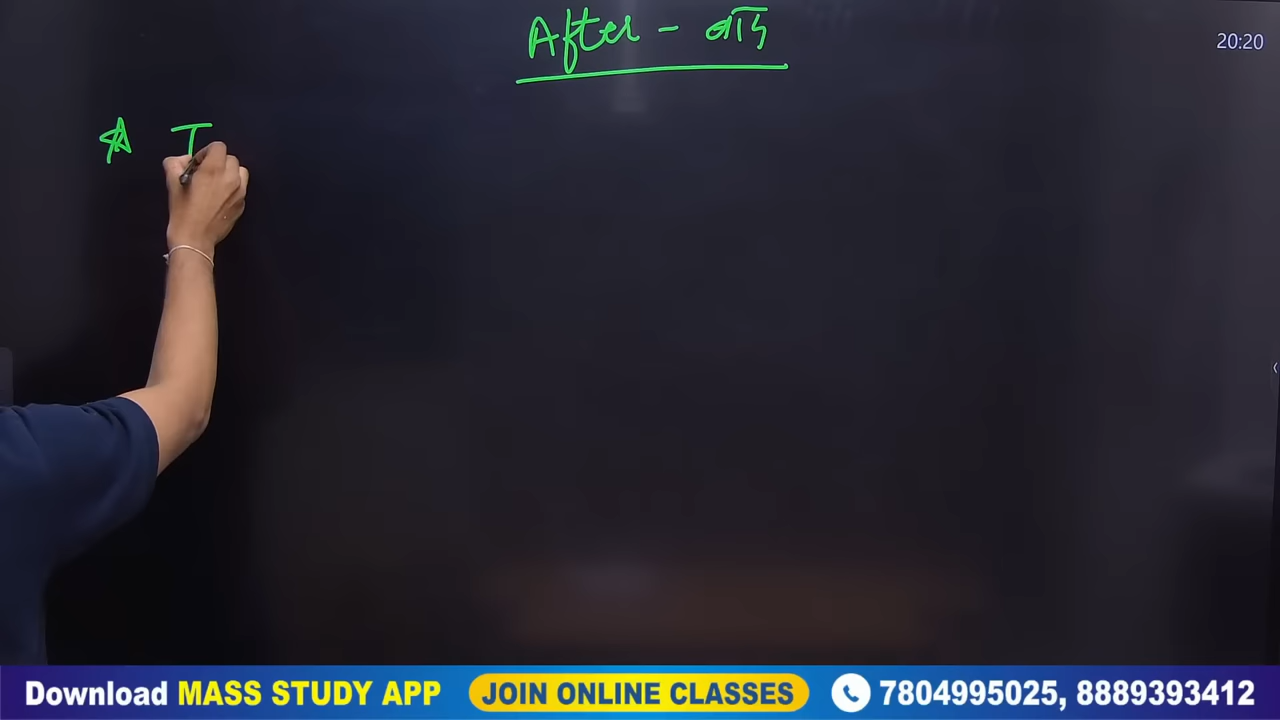 After - बाद
20:20
T
Download MASS STUDY APP JOIN ONLINE CLASSES 7804995025, 8889393412